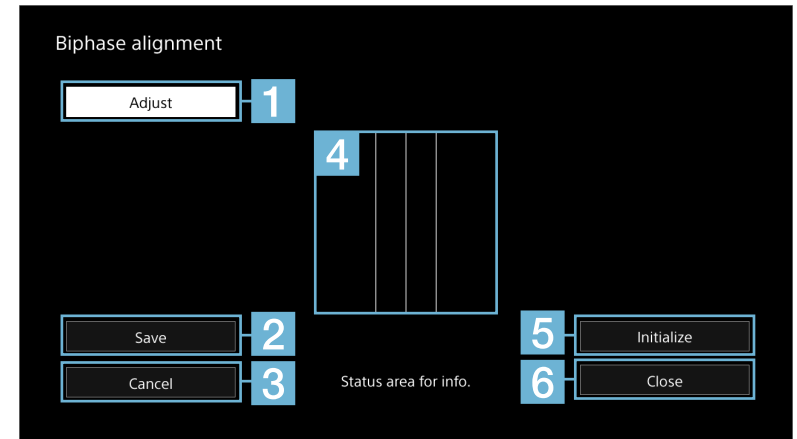 Biphase alignment
Adjust 1
4
Save 2
5 Initialize
Cancel 3
Status area for info.
6 Close